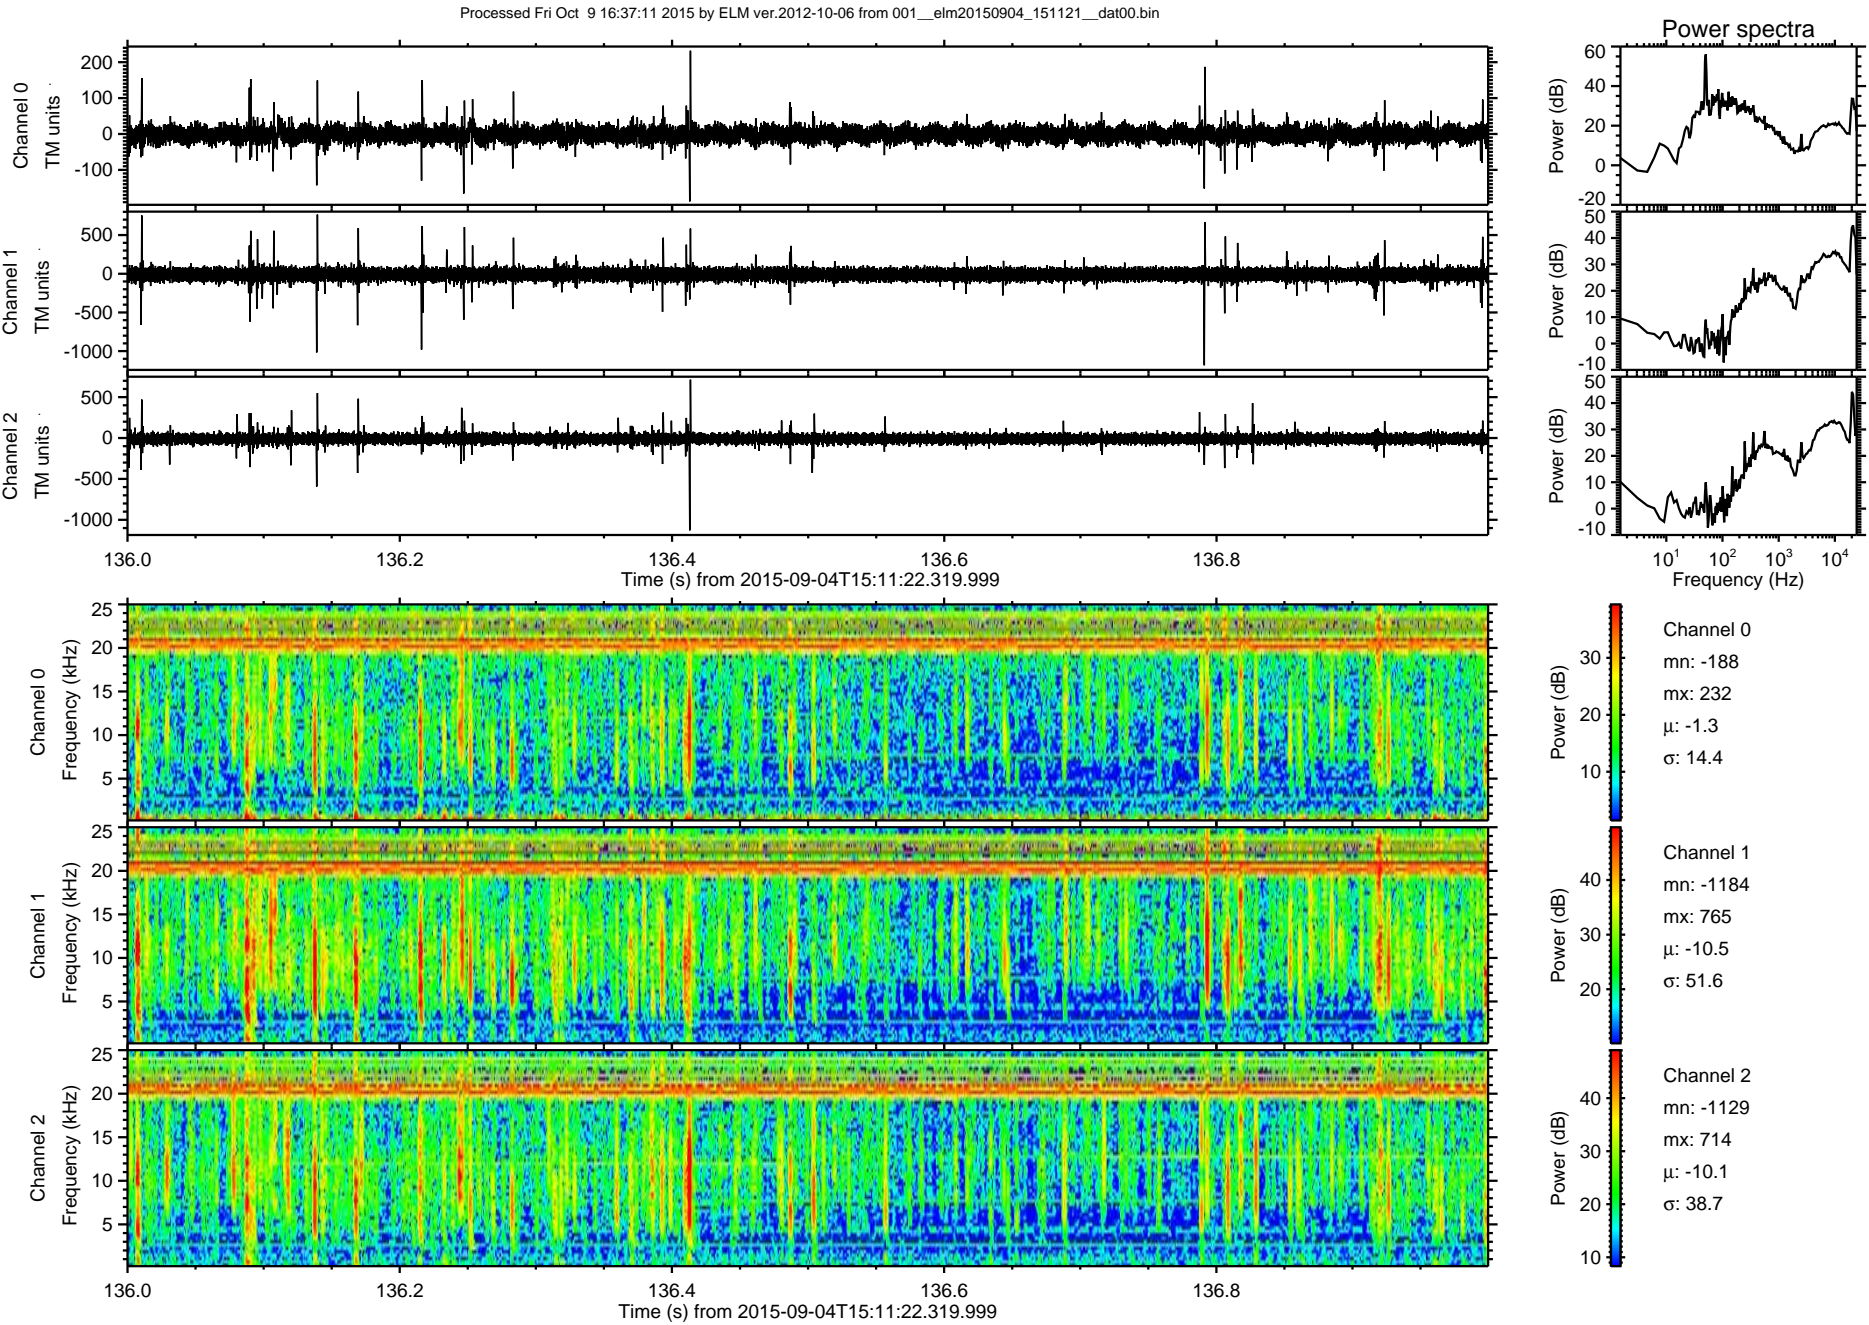 Processed Fri Oct  9 16:37:11 2015 by ELM ver.2012-10-06 from 001__elm20150904_151121__dat00.bin
Power spectra
Channel 0
TM units
200
100
0
-100
Power (dB)
60
40
20
0
-20
Channel 1
TM units
500
0
-500
-1000
Power (dB)
50
40
30
20
10
0
-10
Channel 2
TM units
500
0
-500
-1000
Power (dB)
50
40
30
20
10
0
-10
136.0 136.2 136.4 136.6 136.8
Time (s) from 2015-09-04T15:11:22.319.999
10¹ 10² 10³ 10⁴
Frequency (Hz)
Channel 0
Frequency (kHz)
25
20
15
10
5
Power (dB)
30
20
10
Channel 0
mn: -188
mx: 232
μ: -1.3
σ: 14.4
Channel 1
Frequency (kHz)
25
20
15
10
5
Power (dB)
40
30
20
Channel 1
mn: -1184
mx: 765
μ: -10.5
σ: 51.6
Channel 2
Frequency (kHz)
25
20
15
10
5
Power (dB)
40
30
20
10
Channel 2
mn: -1129
mx: 714
μ: -10.1
σ: 38.7
136.0 136.2 136.4 136.6 136.8
Time (s) from 2015-09-04T15:11:22.319.999